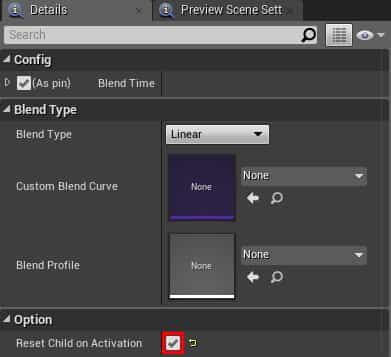 Details
Preview Scene Sett
Search
Config
(As pin) Blend Time
Blend Type
Blend Type Linear
Custom Blend Curve None None
Blend Profile None None
Option
Reset Child on Activation